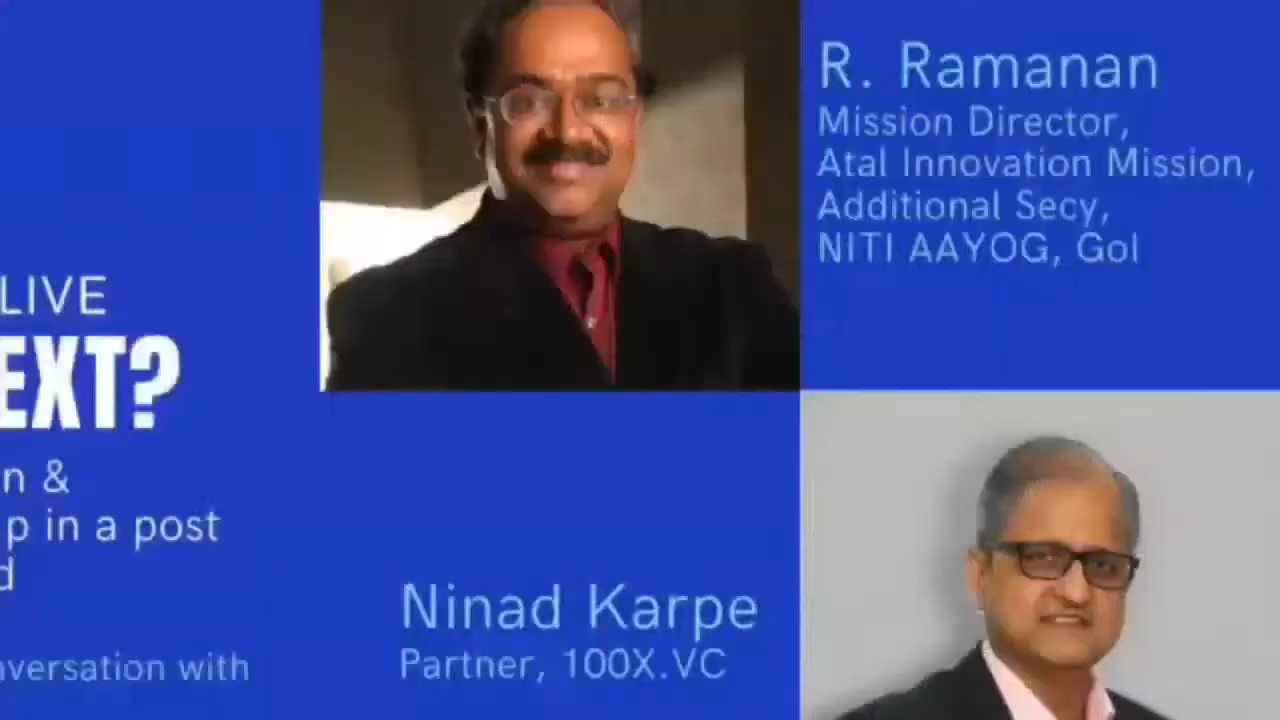 LIVE
EXT?
n &
p in a post
d
nversation with
R. Ramanan
Mission Director,
Atal Innovation Mission,
Additional Secy,
NITI AAYOG, GoI
Ninad Karpe
Partner, 100X.VC